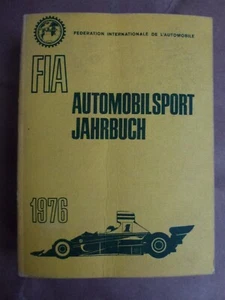 FEDERATION INTERNATIONALE DE L'AUTOMOBILE
FIA
AUTOMOBILSPORT
JAHRBUCH
1976